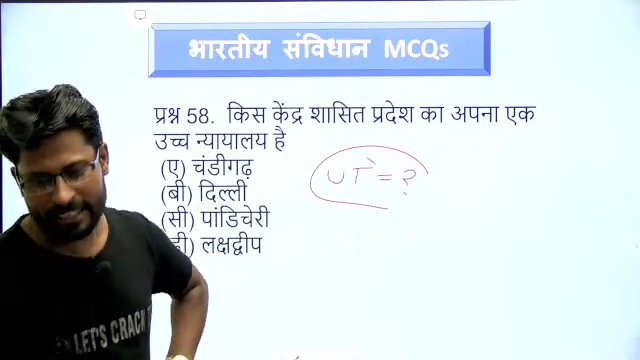 भारतीय संविधान MCQs
प्रश्न 58. किस केंद्र शासित प्रदेश का अपना एक
उच्च न्यायालय है
(ए) चंडीगढ़
(बी) दिल्ली
(सी) पांडिचेरी
(डी) लक्षद्वीप
UT = ?
LET'S CRACK